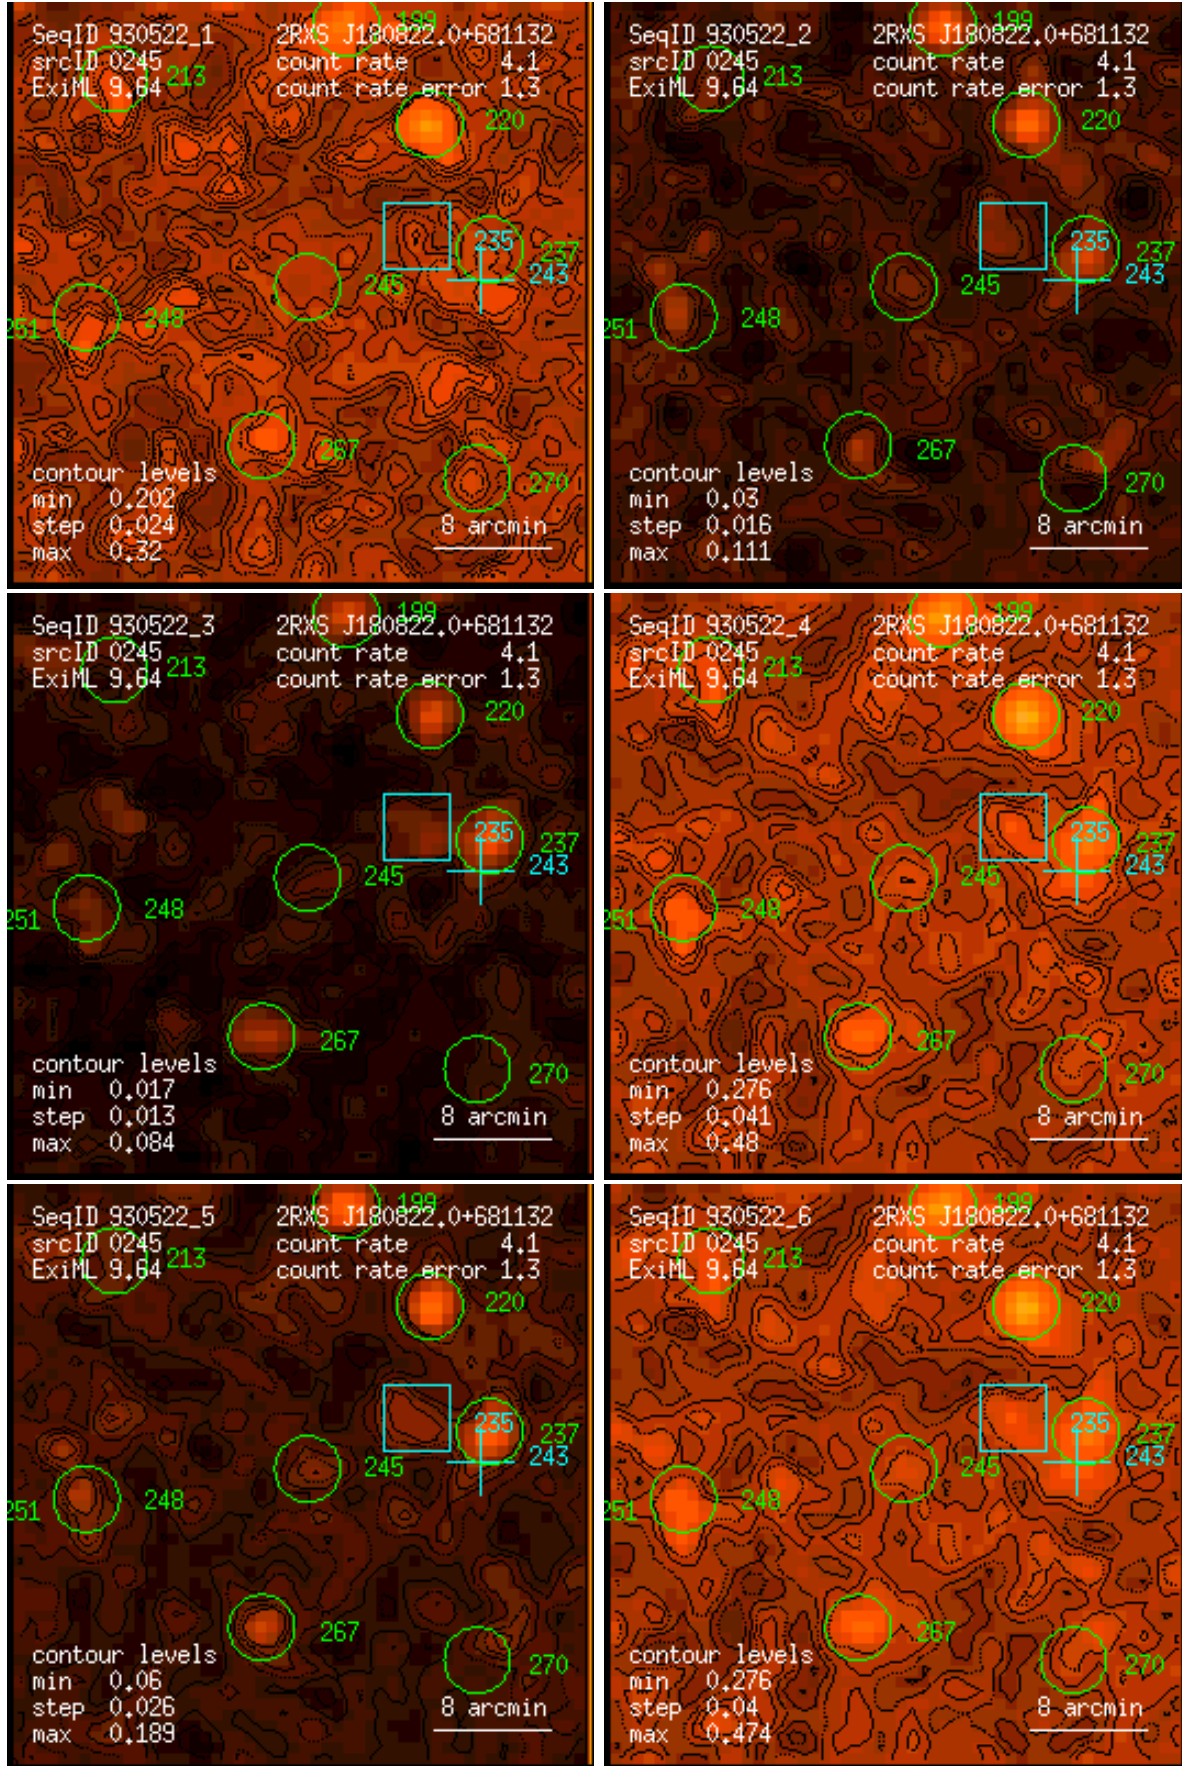 SeqID 930522_1 2RXS J180822.0+681132
srcID 0245 count rate 4.1
ExiML 9.64 count rate error 1.3
199
213
220
235
237
243
245
248
251
267
270
contour levels
min 0.202
step 0.024
max 0.32
8 arcmin
SeqID 930522_2 2RXS J180822.0+681132
srcID 0245 count rate 4.1
ExiML 9.64 count rate error 1.3
199
213
220
235
237
243
245
248
251
267
270
contour levels
min 0.03
step 0.016
max 0.111
8 arcmin
SeqID 930522_3 2RXS J180822.0+681132
srcID 0245 count rate 4.1
ExiML 9.64 count rate error 1.3
199
213
220
235
237
243
245
248
251
267
270
contour levels
min 0.017
step 0.013
max 0.084
8 arcmin
SeqID 930522_4 2RXS J180822.0+681132
srcID 0245 count rate 4.1
ExiML 9.64 count rate error 1.3
199
213
220
235
237
243
245
248
251
267
270
contour levels
min 0.276
step 0.041
max 0.48
8 arcmin
SeqID 930522_5 2RXS J180822.0+681132
srcID 0245 count rate 4.1
ExiML 9.64 count rate error 1.3
199
213
220
235
237
243
245
248
251
267
270
contour levels
min 0.06
step 0.026
max 0.189
8 arcmin
SeqID 930522_6 2RXS J180822.0+681132
srcID 0245 count rate 4.1
ExiML 9.64 count rate error 1.3
199
213
220
235
237
243
245
248
251
267
270
contour levels
min 0.276
step 0.04
max 0.474
8 arcmin